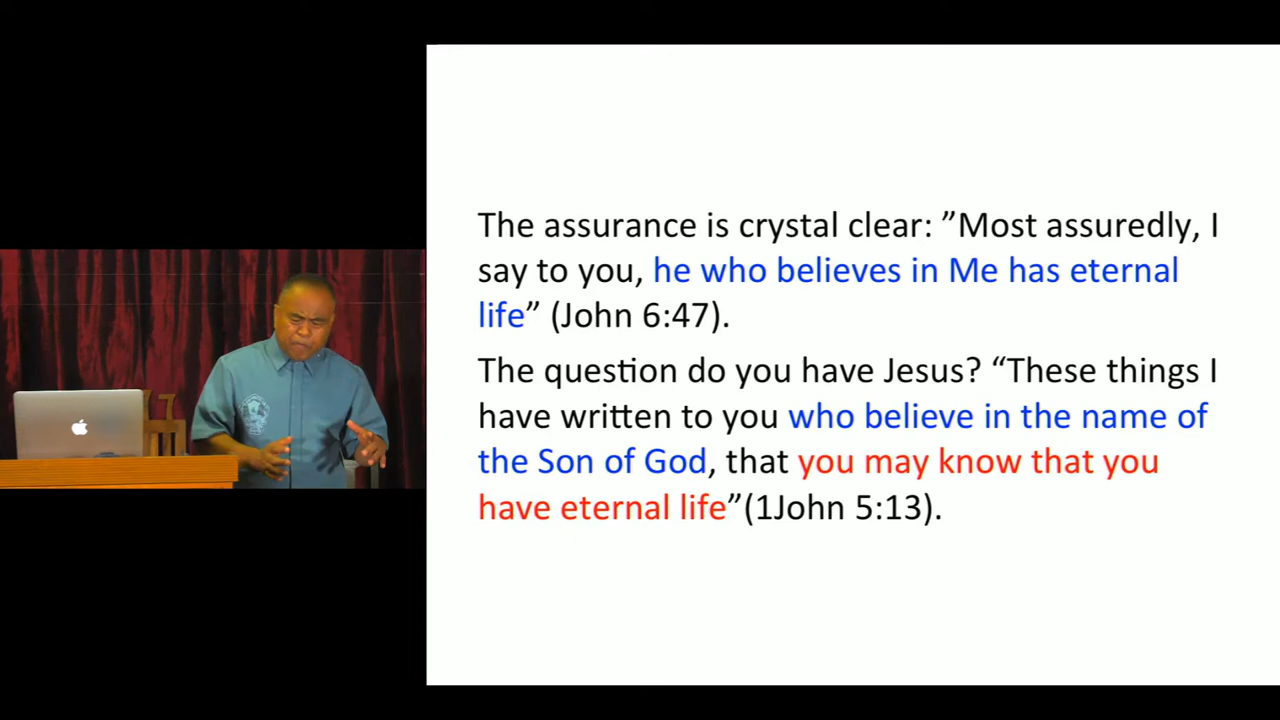 The assurance is crystal clear: ”Most assuredly, I
say to you, he who believes in Me has eternal
life” (John 6:47).
The question do you have Jesus? “These things I
have written to you who believe in the name of
the Son of God, that you may know that you
have eternal life”(1John 5:13).